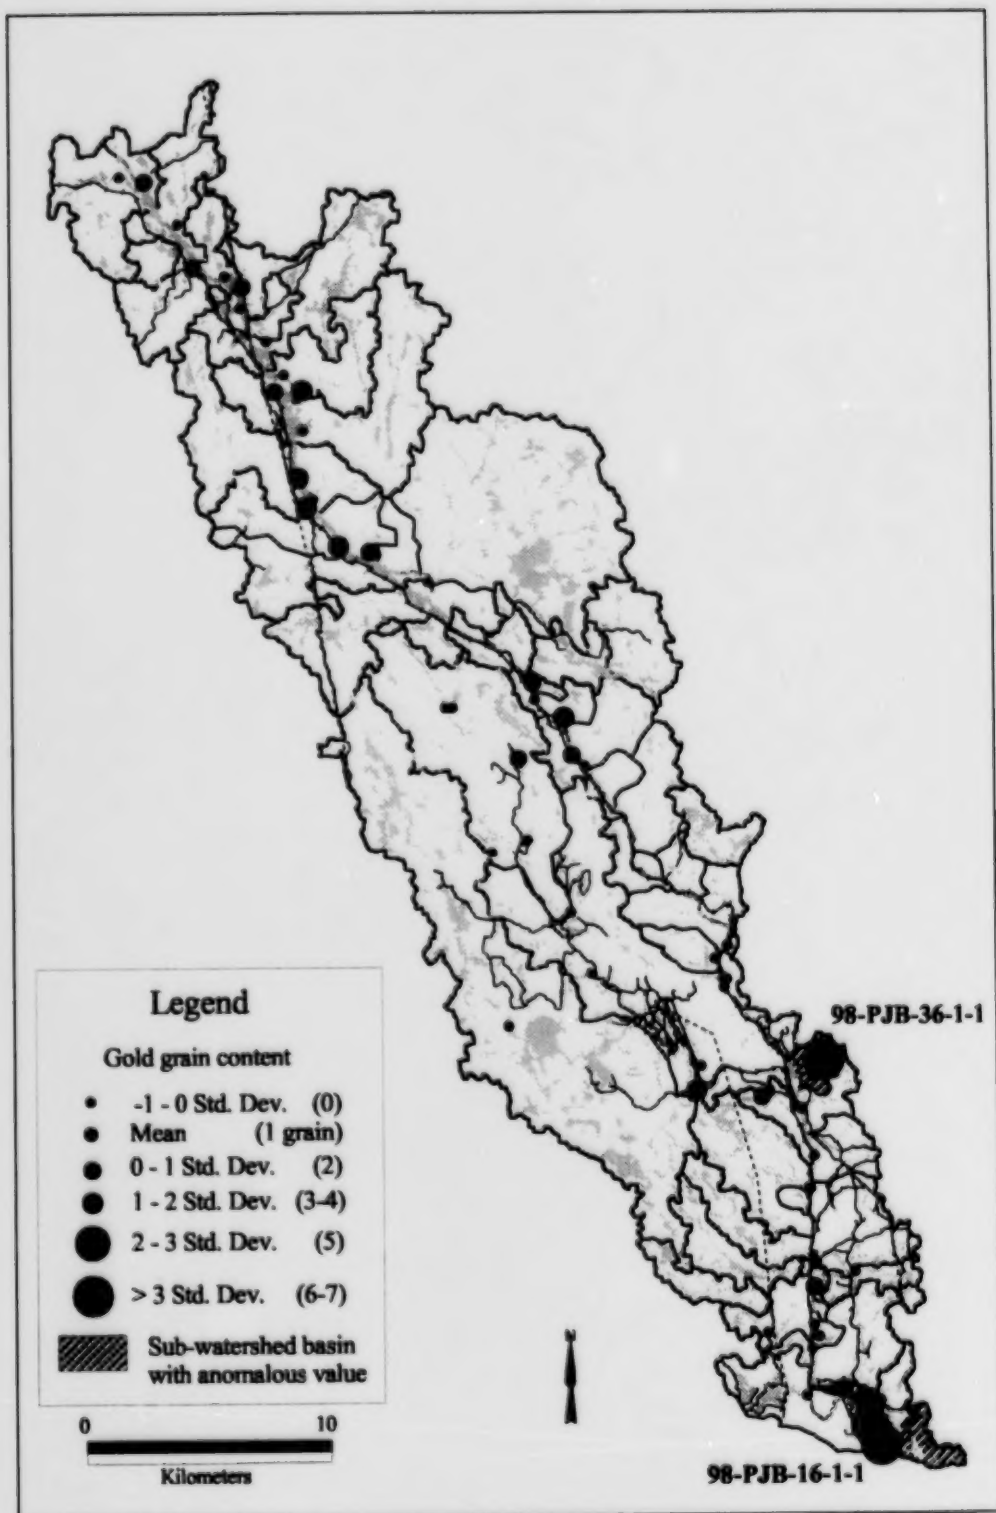 98-PJB-36-1-1
Legend
Gold grain content
-1 - 0 Std. Dev. (0)
Mean (1 grain)
0 - 1 Std. Dev. (2)
1 - 2 Std. Dev. (3-4)
2 - 3 Std. Dev. (5)
> 3 Std. Dev. (6-7)
Sub-watershed basin
with anomalous value
N
0 10
Kilometers
98-PJB-16-1-1